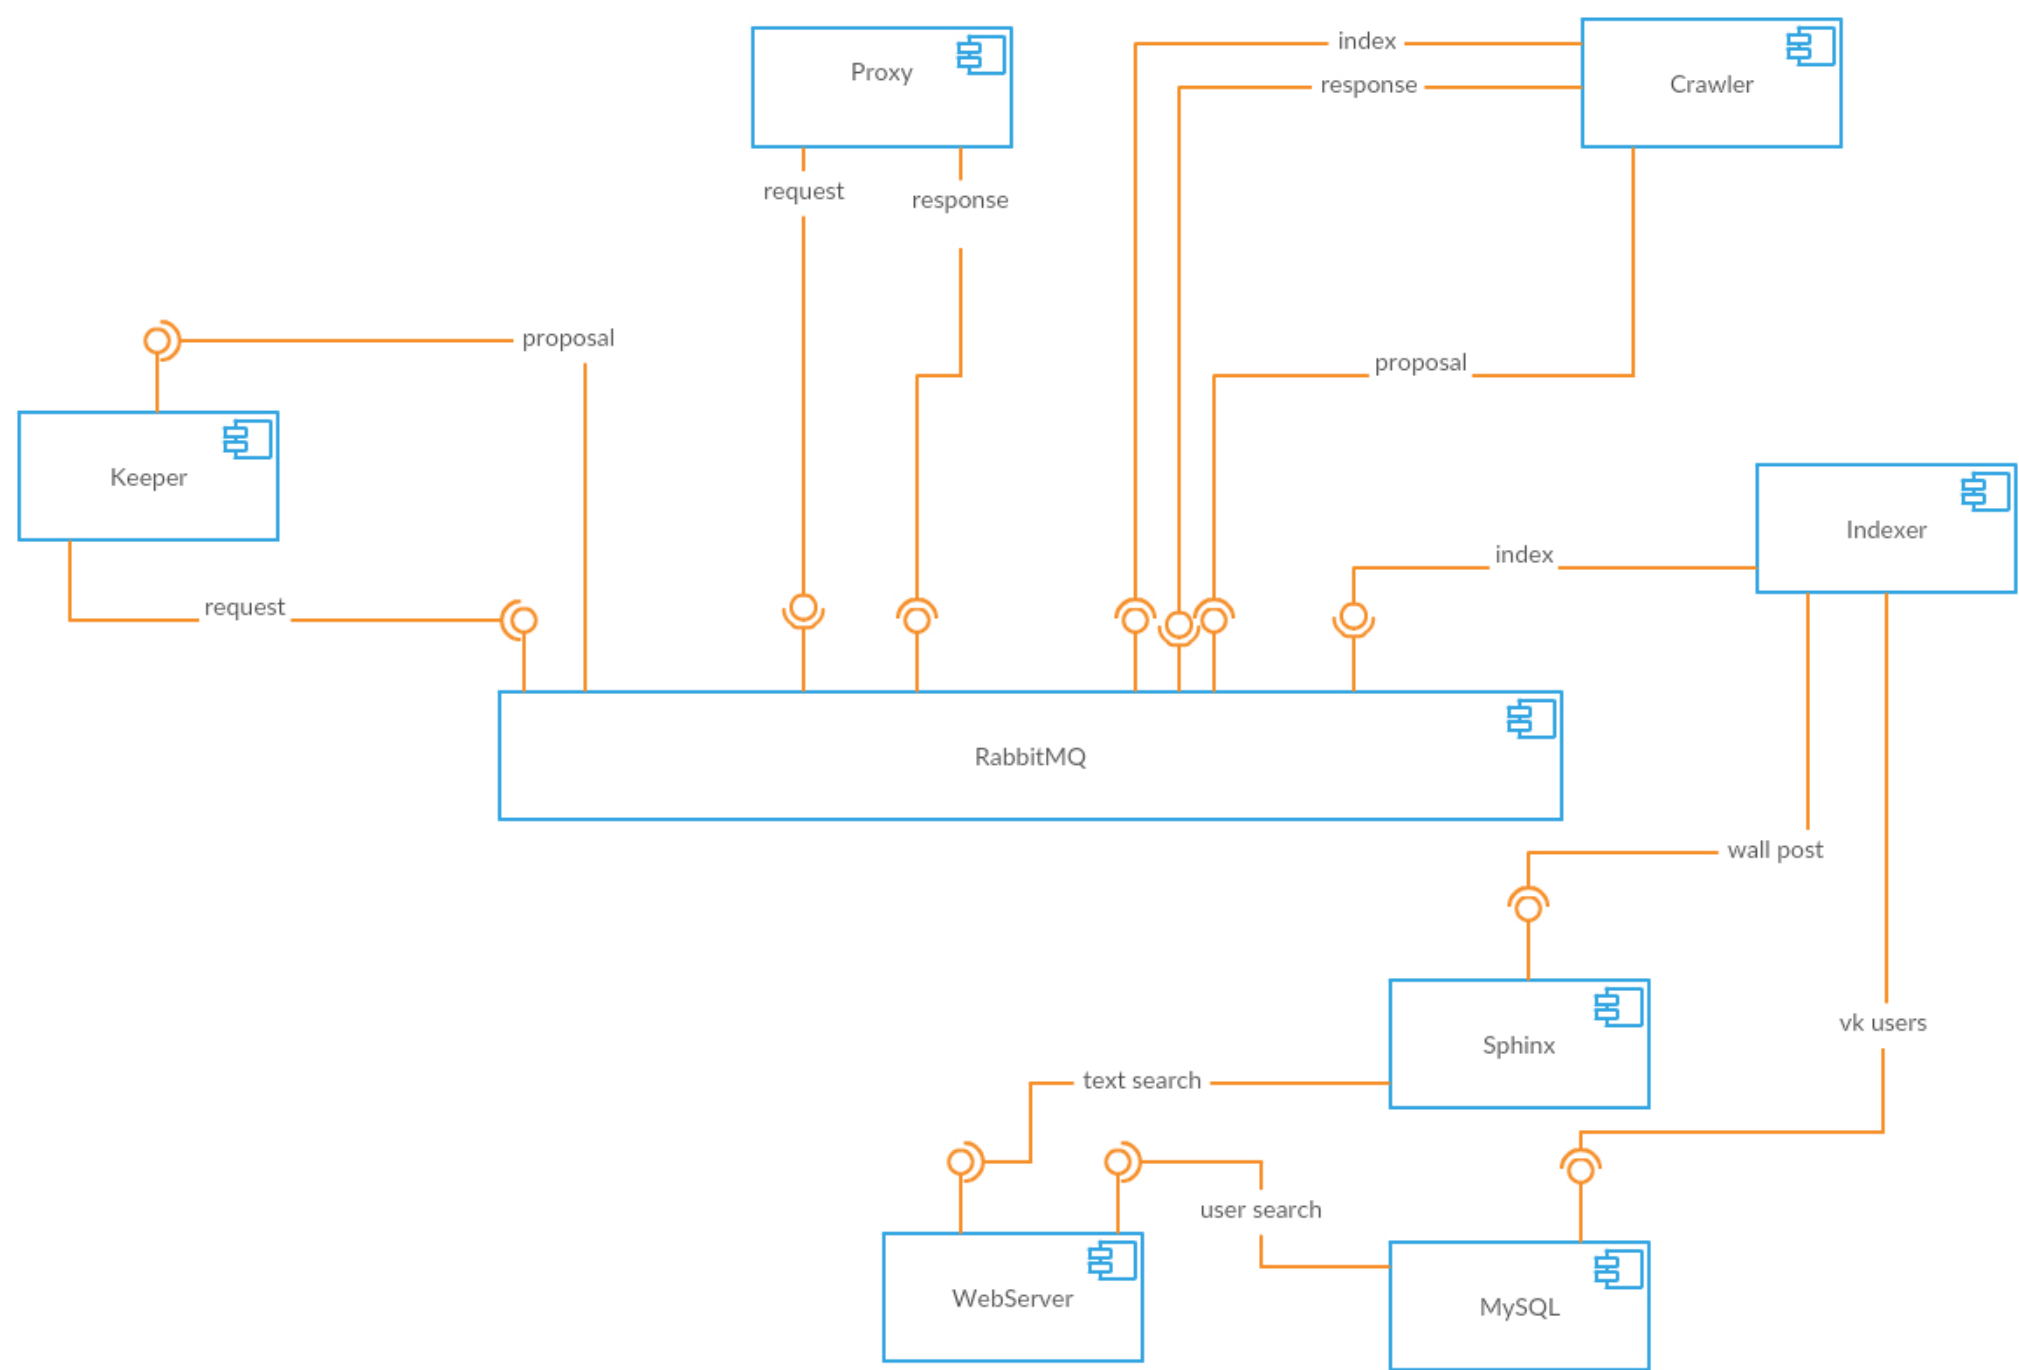 index
Proxy
response
Crawler
request
response
proposal
proposal
Keeper
Indexer
index
request
RabbitMQ
wall post
vk users
Sphinx
text search
user search
WebServer
MySQL